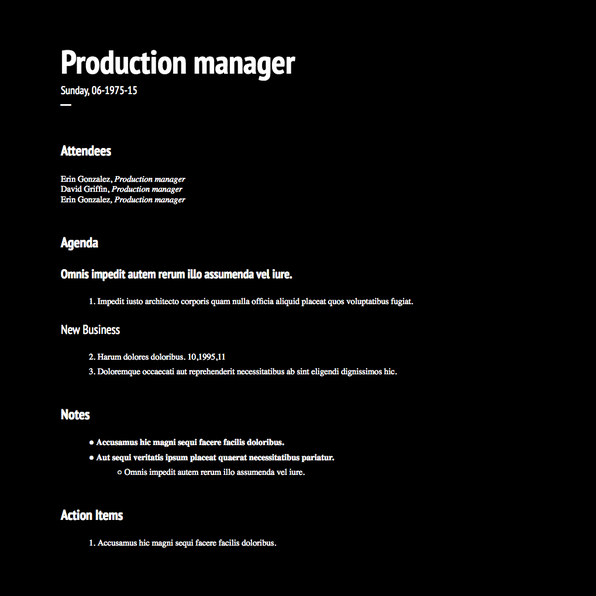 Production manager
Sunday, 06-1975-15
Attendees
Erin Gonzalez, Production manager
David Griffin, Production manager
Erin Gonzalez, Production manager
Agenda
Omnis impedit autem rerum illo assumenda vel iure.
1. Impedit iusto architecto corporis quam nulla officia aliquid placeat quos voluptatibus fugiat.
New Business
2. Harum dolores doloribus. 10,1995,11
3. Doloremque occaecati aut reprehenderit necessitatibus ab sint eligendi dignissimos hic.
Notes
● Accusamus hic magni sequi facere facilis doloribus.
● Aut sequi veritatis ipsum placeat quaerat necessitatibus pariatur.
○ Omnis impedit autem rerum illo assumenda vel iure.
Action Items
1. Accusamus hic magni sequi facere facilis doloribus.